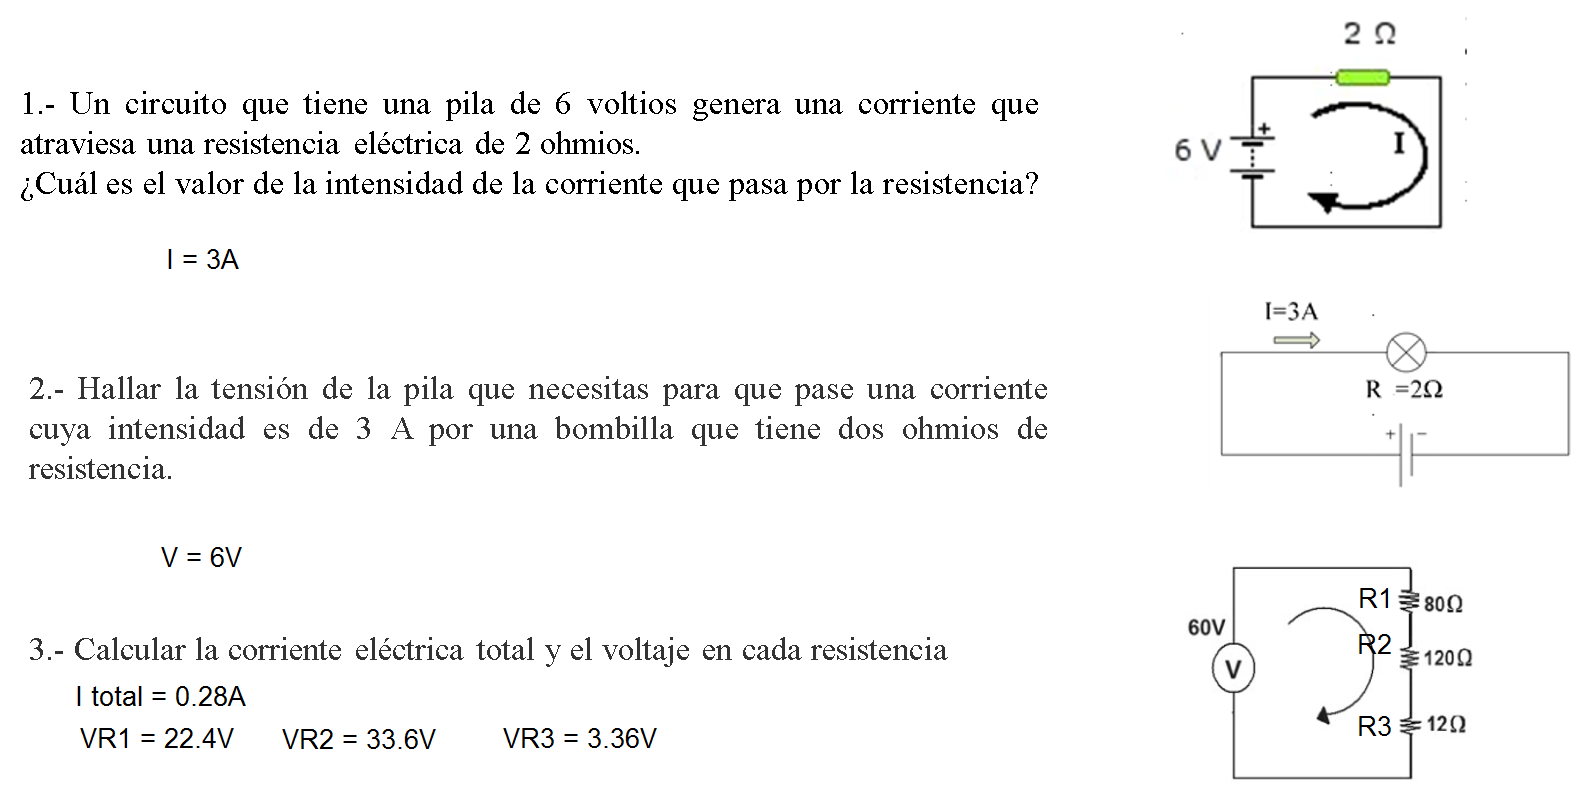 1.- Un circuito que tiene una pila de 6 voltios genera una corriente que
atraviesa una resistencia eléctrica de 2 ohmios.
¿Cuál es el valor de la intensidad de la corriente que pasa por la resistencia?
I = 3A
2 Ω
+
6 V
I
2.- Hallar la tensión de la pila que necesitas para que pase una corriente
cuya intensidad es de 3 A por una bombilla que tiene dos ohmios de
resistencia.
V = 6V
I=3A
R =2Ω
+ −
3.- Calcular la corriente eléctrica total y el voltaje en cada resistencia
I total = 0.28A
VR1 = 22.4V VR2 = 33.6V VR3 = 3.36V
60V
V
R1 80Ω
R2 120Ω
R3 12Ω